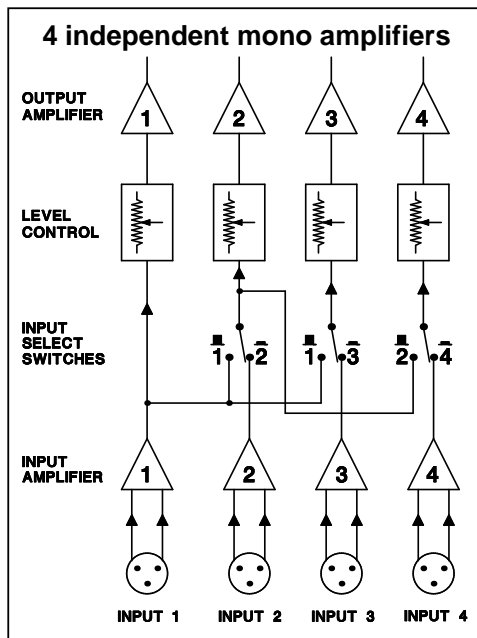 4 independent mono amplifiers
OUTPUT
AMPLIFIER
1 2 3 4
LEVEL
CONTROL
INPUT
SELECT
SWITCHES
1 2 1 3 2 4
INPUT
AMPLIFIER
1 2 3 4
INPUT 1 INPUT 2 INPUT 3 INPUT 4